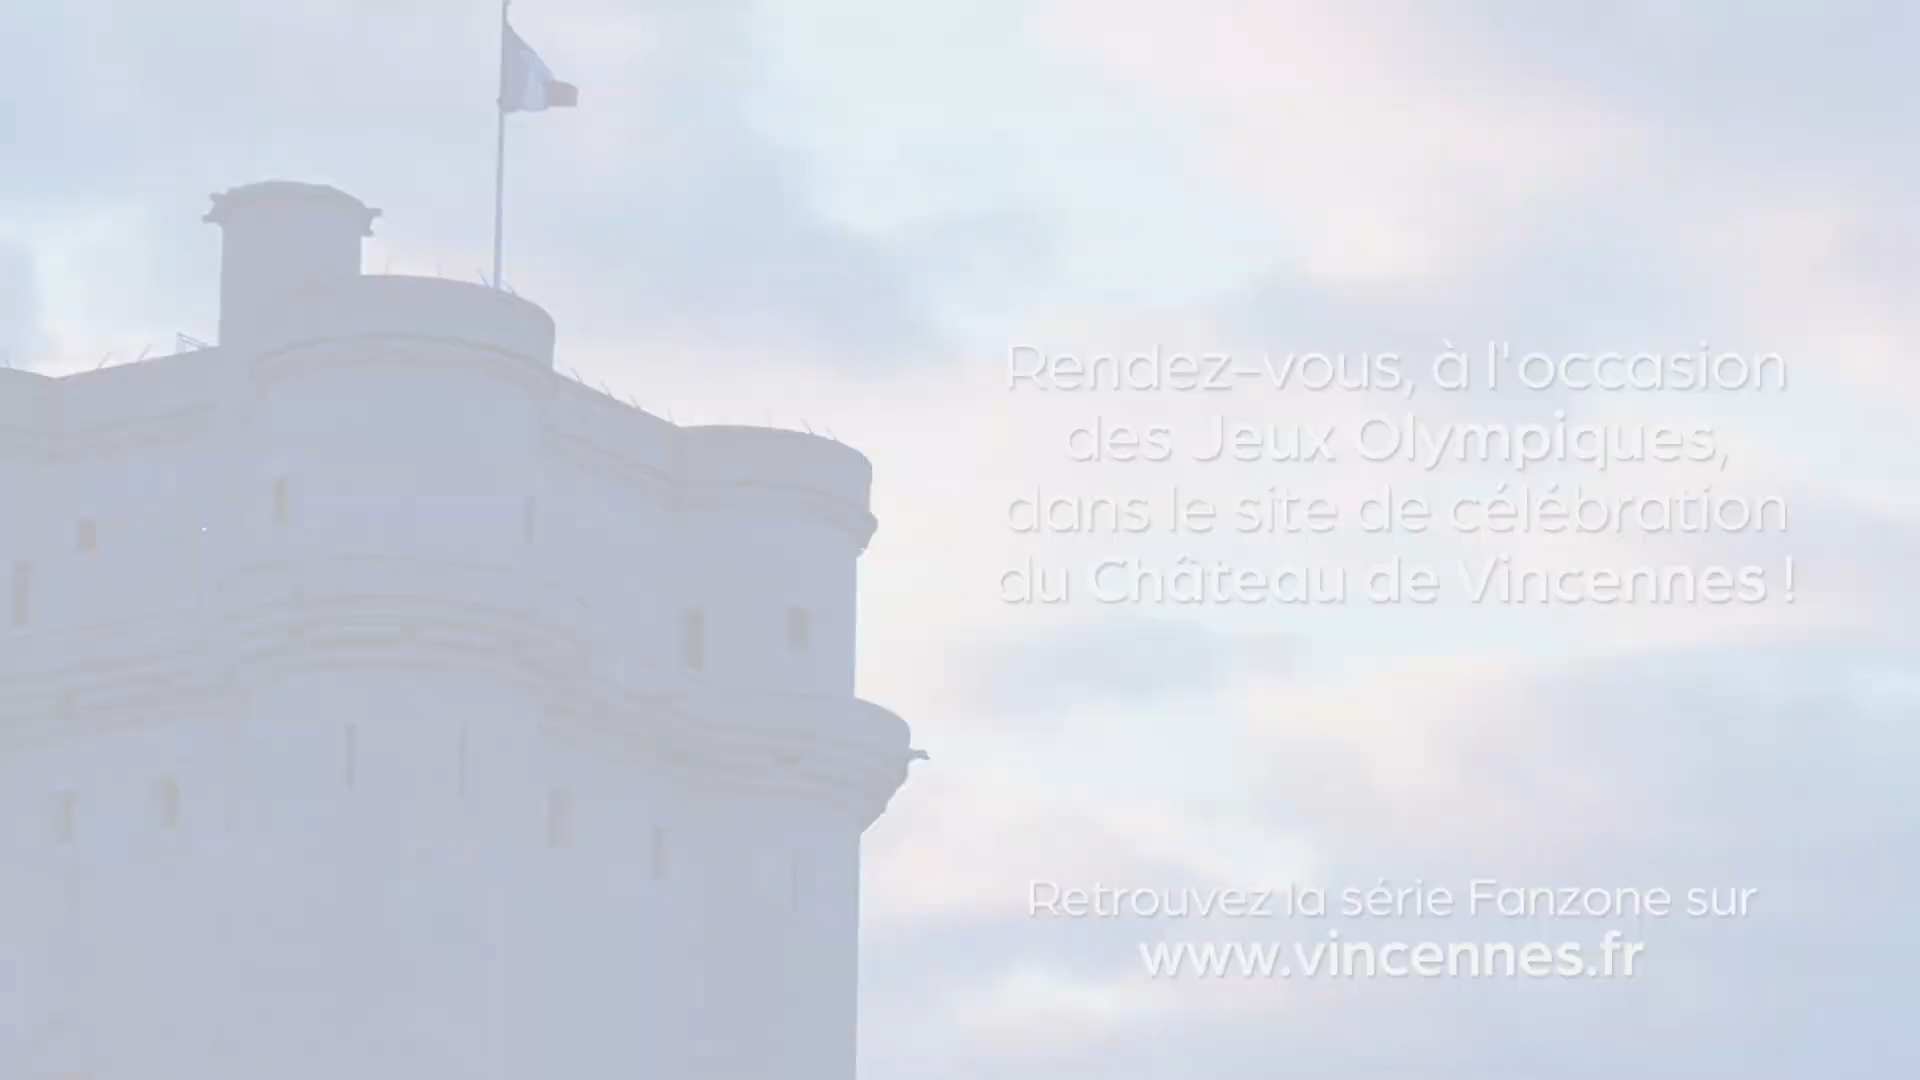 Rendez-vous, à l'occasion
des Jeux Olympiques,
dans le site de célébration
du Château de Vincennes !
Retrouvez la série Fanzone sur
www.vincennes.fr